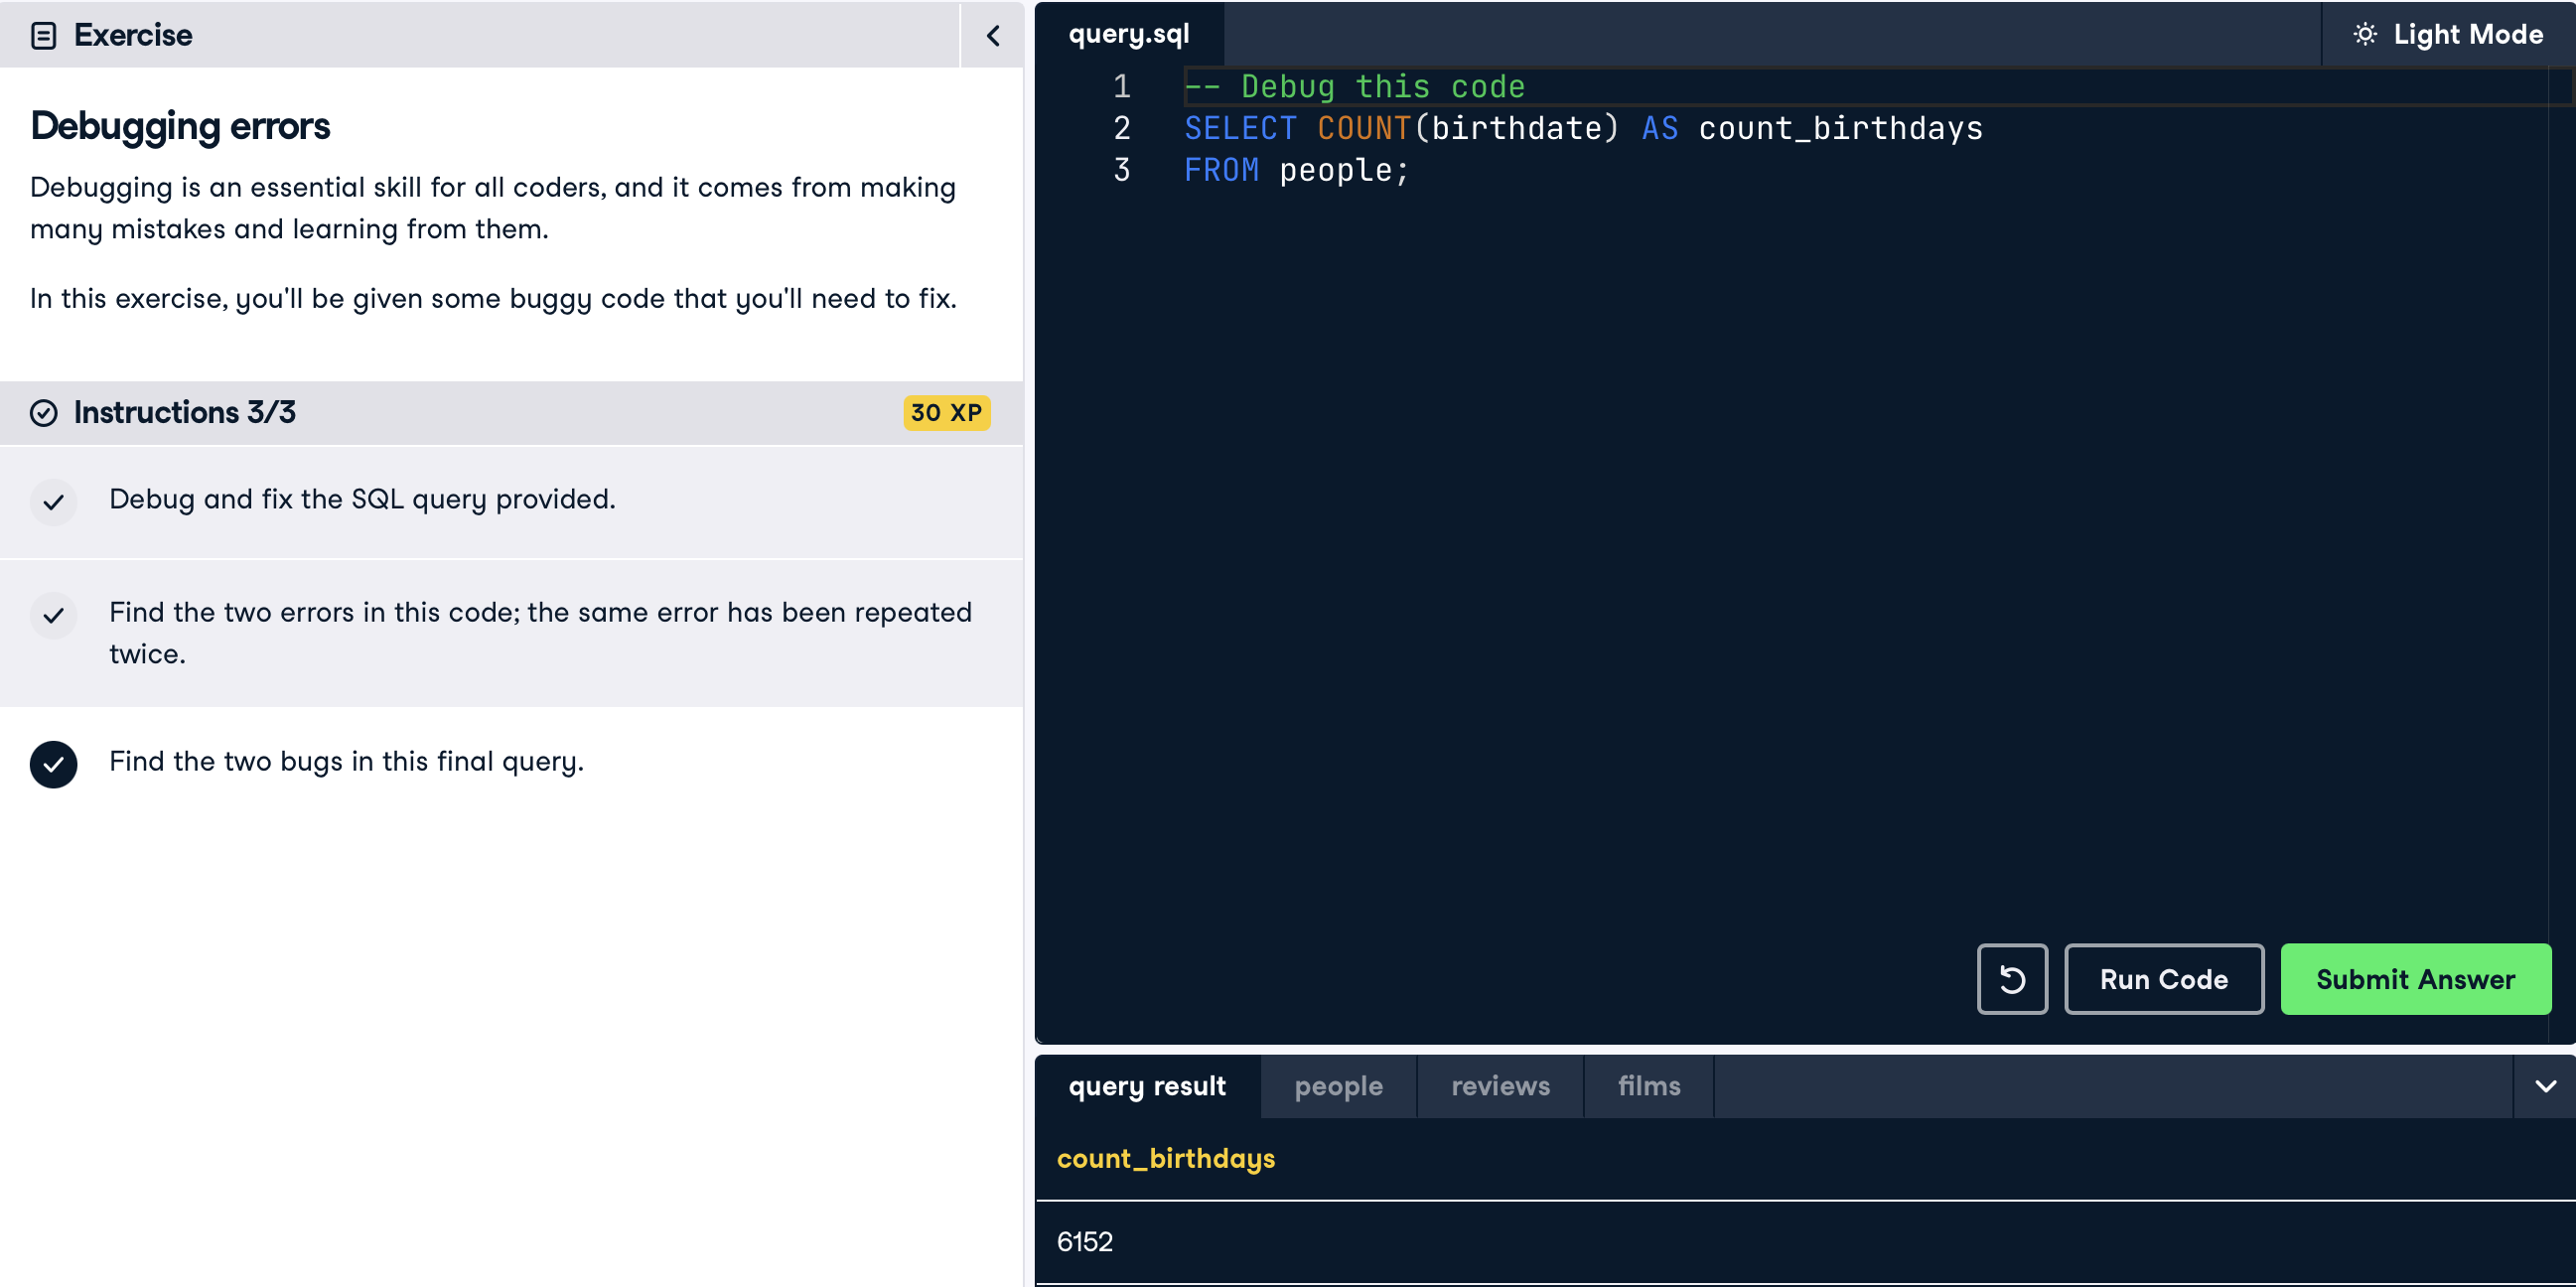 Exercise
Debugging errors
Debugging is an essential skill for all coders, and it comes from making
many mistakes and learning from them.
In this exercise, you'll be given some buggy code that you'll need to fix.
Instructions 3/3
30 XP
Debug and fix the SQL query provided.
Find the two errors in this code; the same error has been repeated
twice.
Find the two bugs in this final query.
query.sql
Light Mode
1 -- Debug this code
2 SELECT COUNT(birthdate) AS count_birthdays
3 FROM people;
Run Code
Submit Answer
query result
people
reviews
films
count_birthdays
6152